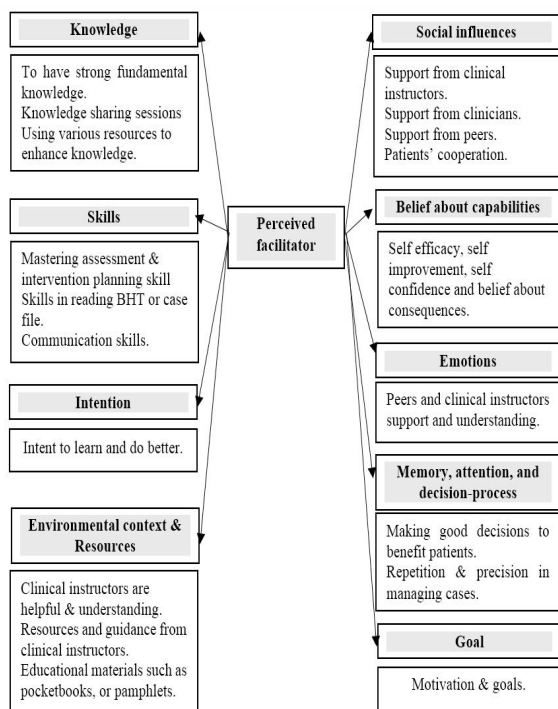 Knowledge
To have strong fundamental
knowledge.
Knowledge sharing sessions
Using various resources to
enhance knowledge.
Skills
Mastering assessment &
intervention planning skill
Skills in reading BHT or case
file.
Communication skills.
Intention
Intent to learn and do better.
Environmental context &
Resources
Clinical instructors are
helpful & understanding.
Resources and guidance from
clinical instructors.
Educational materials such as
pocketbooks, or pamphlets.
Perceived
facilitator
Social influences
Support from clinical
instructors.
Support from clinicians.
Support from peers.
Patients’ cooperation.
Belief about capabilities
Self efficacy, self
improvement, self
confidence and belief about
consequences.
Emotions
Peers and clinical instructors
support and understanding.
Memory, attention, and
decision-process
Making good decisions to
benefit patients.
Repetition & precision in
managing cases.
Goal
Motivation & goals.